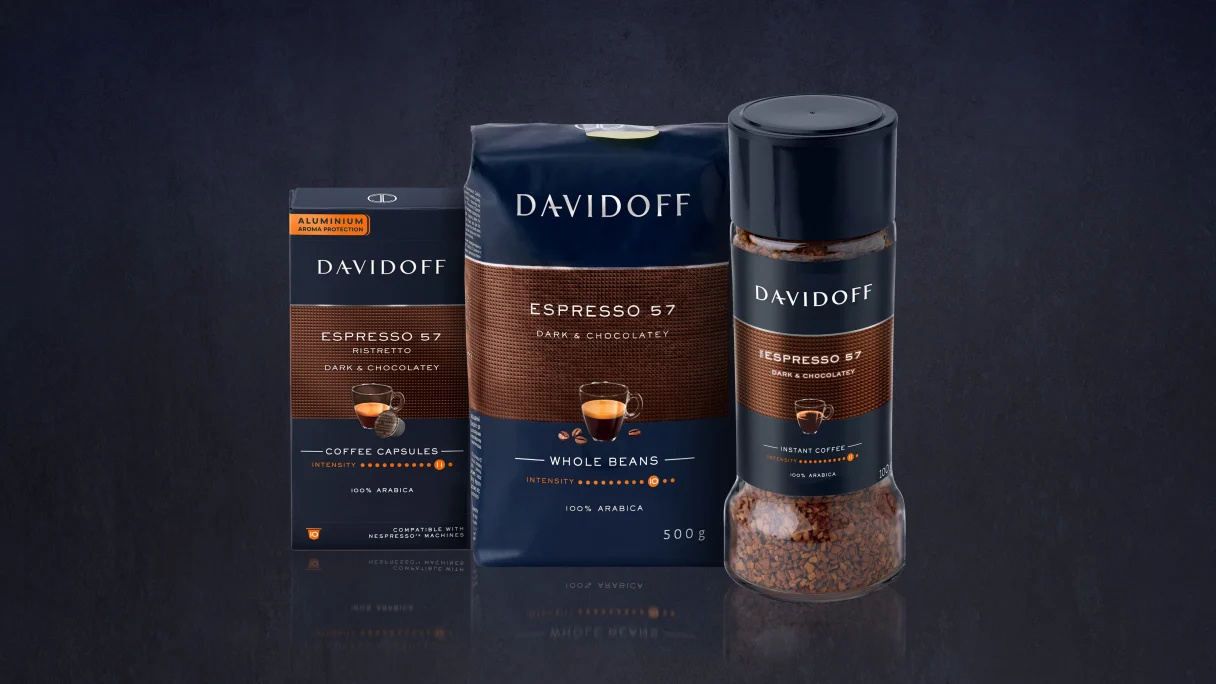 ALUMINIUM
AROMA PROTECTION
DAVIDOFF
ESPRESSO 57
RISTRETTO
DARK & CHOCOLATEY
COFFEE CAPSULES
INTENSITY 11
100% ARABICA
10
COMPATIBLE WITH
NESPRESSO™* MACHINES
DAVIDOFF
ESPRESSO 57
DARK & CHOCOLATEY
WHOLE BEANS
INTENSITY 10
100% ARABICA
500 g
DAVIDOFF
ESPRESSO 57
DARK & CHOCOLATEY
INSTANT COFFEE
INTENSITY
100% ARABICA